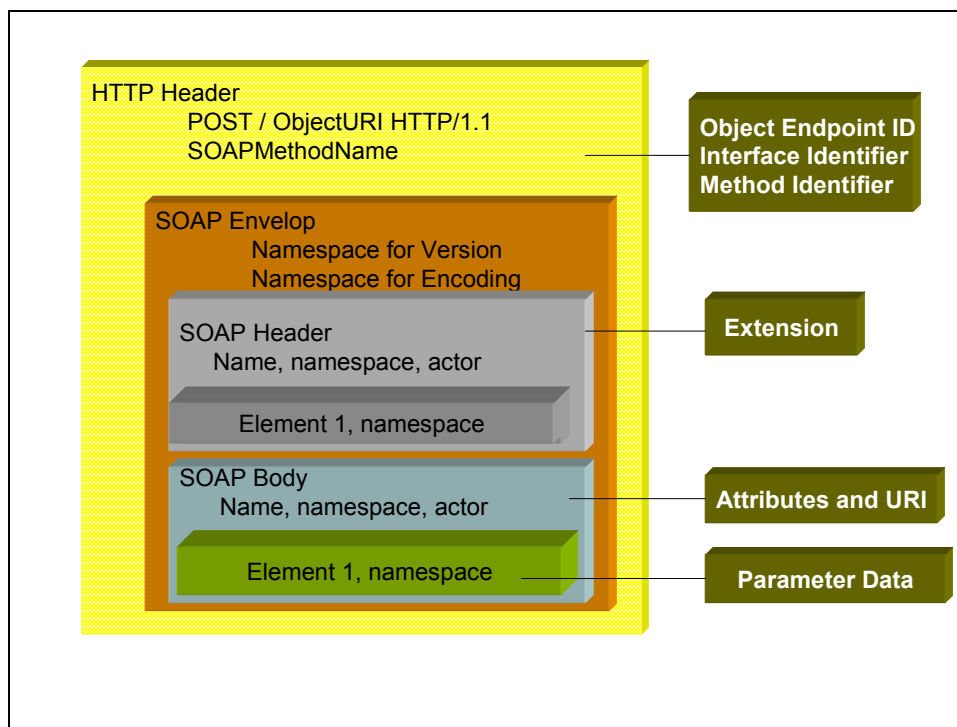 HTTP Header
POST / ObjectURI HTTP/1.1
SOAPMethodName
Object Endpoint ID
Interface Identifier
Method Identifier
SOAP Envelop
Namespace for Version
Namespace for Encoding
SOAP Header
Name, namespace, actor
Extension
Element 1, namespace
SOAP Body
Name, namespace, actor
Attributes and URI
Element 1, namespace
Parameter Data